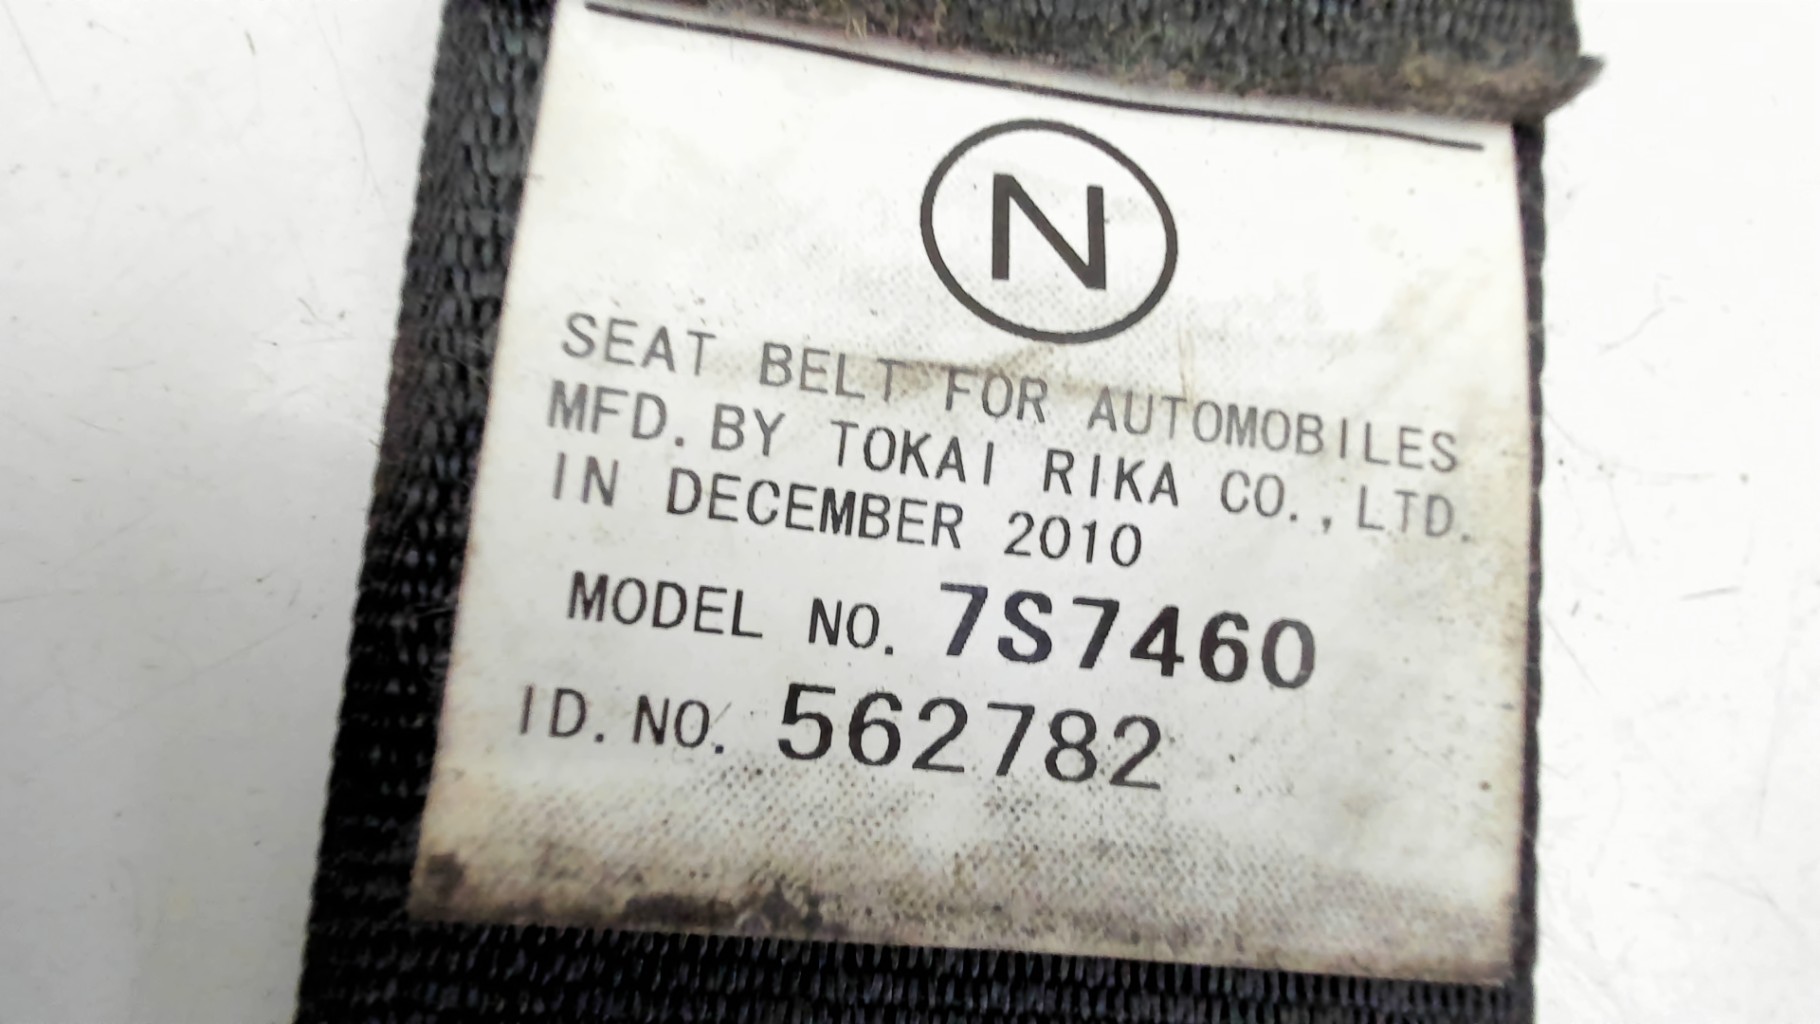 N
SEAT BELT FOR AUTOMOBILES
MFD. BY TOKAI RIKA CO., LTD.
IN DECEMBER 2010
MODEL NO. 7S7460
ID. NO. 562782